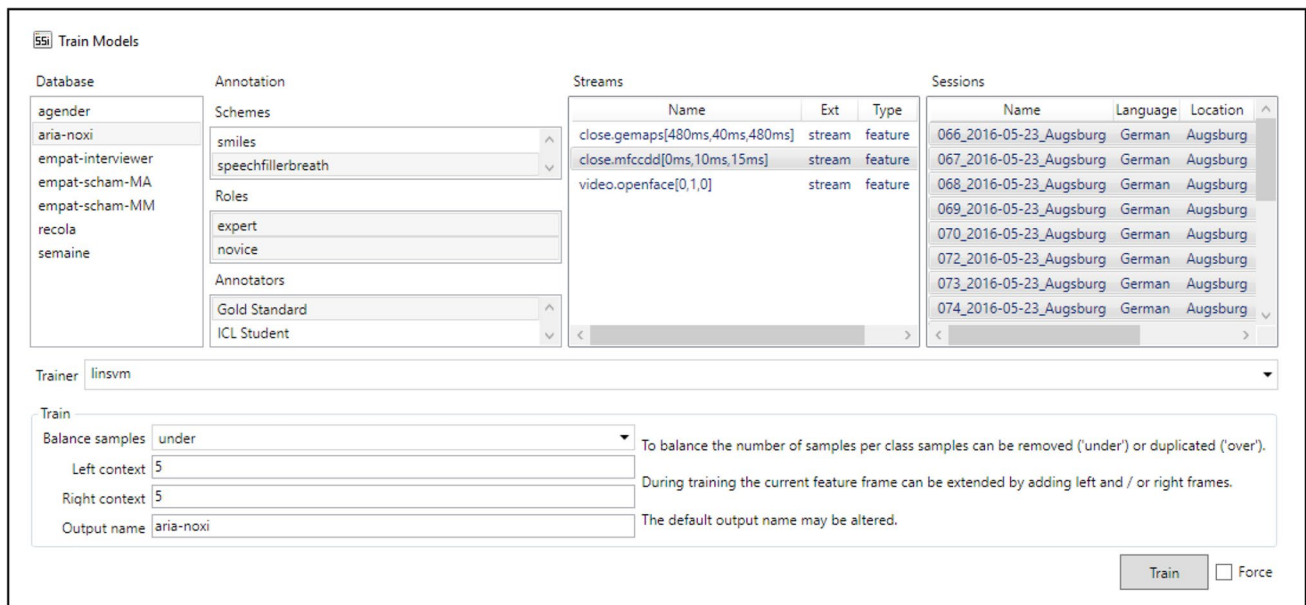 SSi Train Models
Database
agender
aria-noxi
empat-interviewer
empat-scham-MA
empat-scham-MM
recola
semaine
Annotation
Schemes
smiles
speechfillerbreath
Roles
expert
novice
Annotators
Gold Standard
ICL Student
Streams
Name Ext Type
close.gemaps[480ms,40ms,480ms] stream feature
close.mfccdd[0ms,10ms,15ms] stream feature
video.openface[0,1,0] stream feature
Sessions
Name Language Location
066_2016-05-23_Augsburg German Augsburg
067_2016-05-23_Augsburg German Augsburg
068_2016-05-23_Augsburg German Augsburg
069_2016-05-23_Augsburg German Augsburg
070_2016-05-23_Augsburg German Augsburg
072_2016-05-23_Augsburg German Augsburg
073_2016-05-23_Augsburg German Augsburg
074_2016-05-23_Augsburg German Augsburg
Trainer linsvm
Train
Balance samples under
To balance the number of samples per class samples can be removed ('under') or duplicated ('over').
Left context 5
During training the current feature frame can be extended by adding left and / or right frames.
Right context 5
Output name aria-noxi
The default output name may be altered.
Train Force